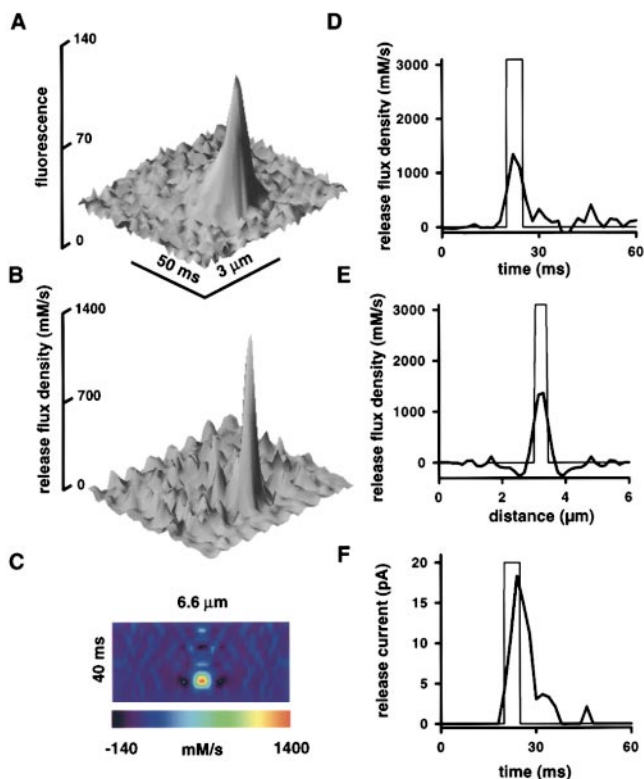 A
140
fluorescence
70
0
50 ms
3 μm
B
1400
release flux density (mM/s)
700
0
C
6.6 μm
40 ms
-140
mM/s
1400
D
release flux density (mM/s)
3000
2000
1000
0
0
30
60
time (ms)
E
release flux density (mM/s)
3000
2000
1000
0
0
2
4
6
distance (μm)
F
release current (pA)
20
15
10
5
0
0
30
60
time (ms)